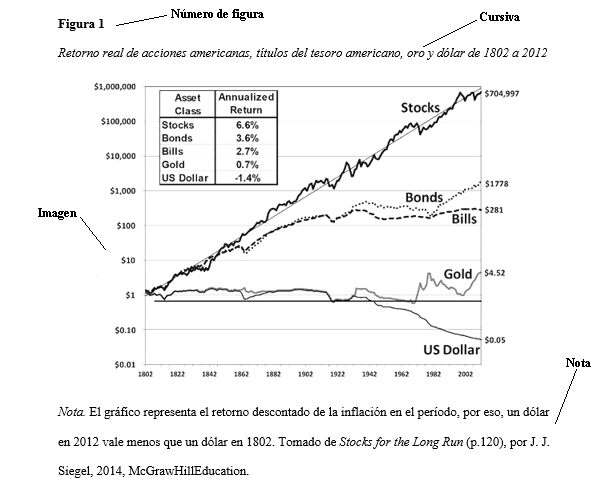 Figura 1
Número de figura
Cursiva
Retorno real de acciones americanas, títulos del tesoro americano, oro y dólar de 1802 a 2012
Imagen
$1,000,000
$100,000
$10,000
$1,000
$100
$10
$1
$0.10
$0.01
Asset Class Annualized Return
Stocks 6.6%
Bonds 3.6%
Bills 2.7%
Gold 0.7%
US Dollar -1.4%
Stocks
$704,997
Bonds
$1778
Bills
$281
Gold
$4.52
US Dollar
$0.05
1802 1822 1842 1862 1882 1902 1922 1942 1962 1982 2002
Nota
Nota. El gráfico representa el retorno descontado de la inflación en el período, por eso, un dólar
en 2012 vale menos que un dólar en 1802. Tomado de Stocks for the Long Run (p.120), por J. J.
Siegel, 2014, McGrawHillEducation.